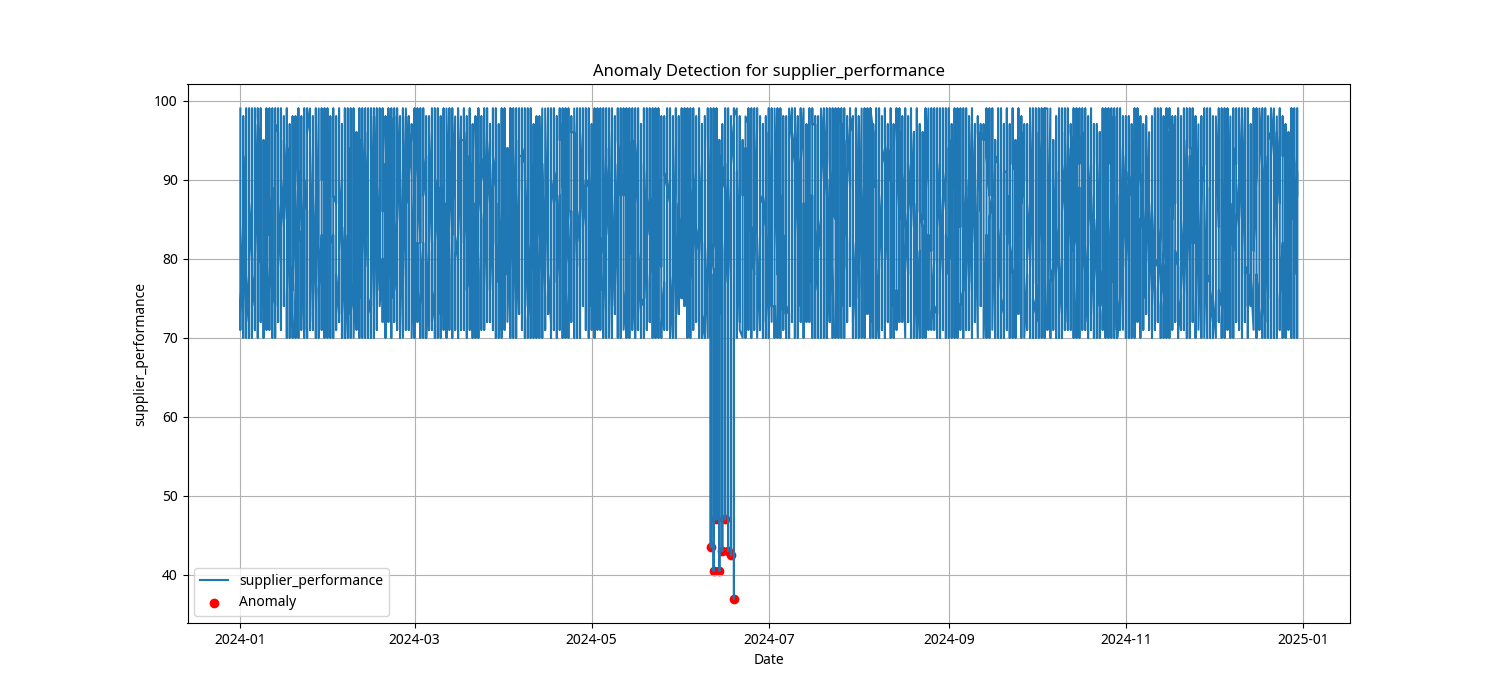 Anomaly Detection for supplier_performance
100
90
80
70
60
50
40
supplier_performance
supplier_performance
Anomaly
2024-01
2024-03
2024-05
2024-07
2024-09
2024-11
2025-01
Date